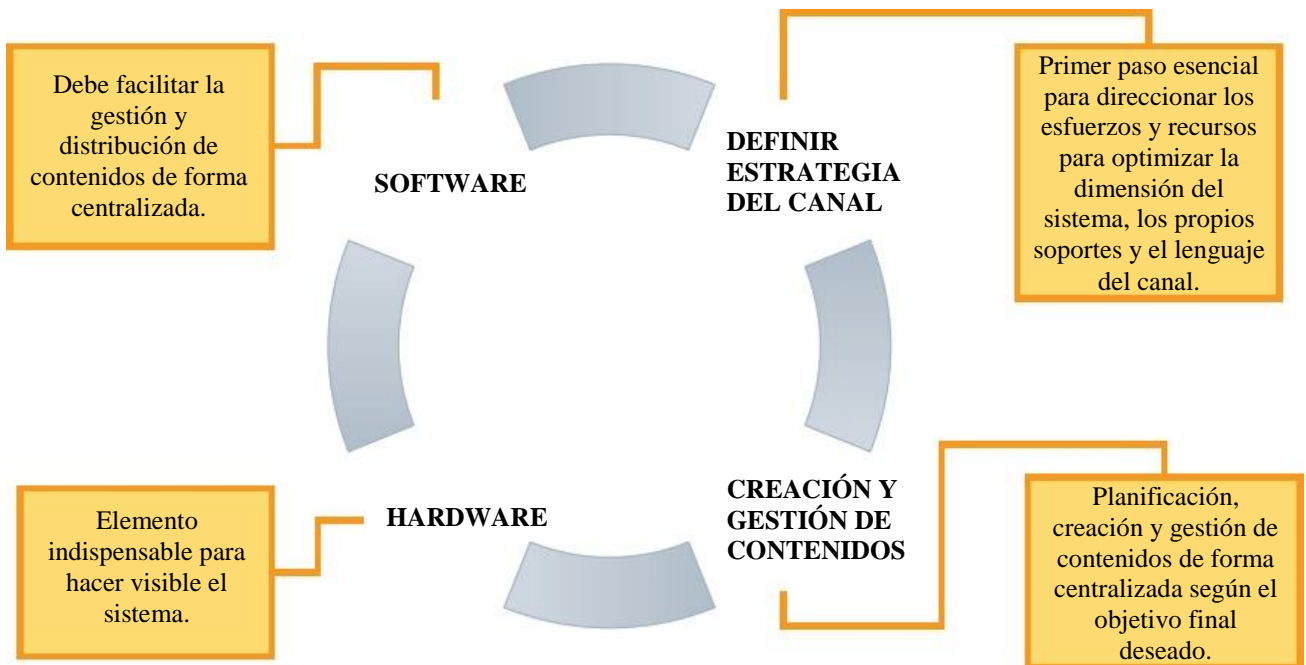 Debe facilitar la
gestión y
distribución de
contenidos de forma
centralizada.
SOFTWARE
DEFINIR
ESTRATEGIA
DEL CANAL
Primer paso esencial
para direccionar los
esfuerzos y recursos
para optimizar la
dimensión del
sistema, los propios
soportes y el lenguaje
del canal.
Elemento
indispensable para
hacer visible el
sistema.
HARDWARE
CREACIÓN Y
GESTIÓN DE
CONTENIDOS
Planificación,
creación y gestión de
contenidos de forma
centralizada según el
objetivo final
deseado.